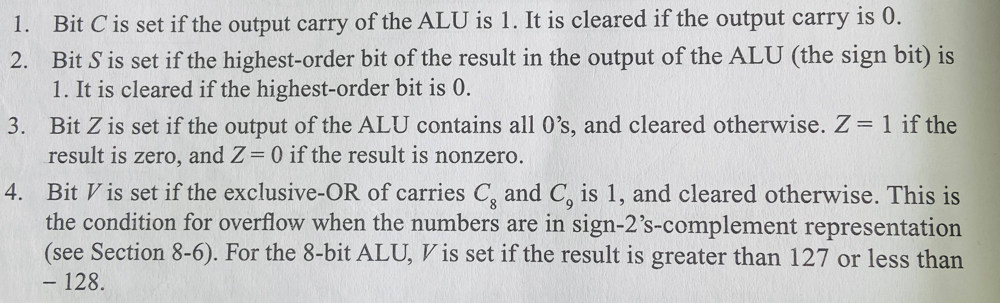 1. Bit C is set if the output carry of the ALU is 1. It is cleared if the output carry is 0.
2. Bit S is set if the highest-order bit of the result in the output of the ALU (the sign bit) is
1. It is cleared if the highest-order bit is 0.
3. Bit Z is set if the output of the ALU contains all 0’s, and cleared otherwise. Z = 1 if the
result is zero, and Z = 0 if the result is nonzero.
4. Bit V is set if the exclusive-OR of carries C₈ and C₉ is 1, and cleared otherwise. This is
the condition for overflow when the numbers are in sign-2’s-complement representation
(see Section 8-6). For the 8-bit ALU, V is set if the result is greater than 127 or less than
– 128.